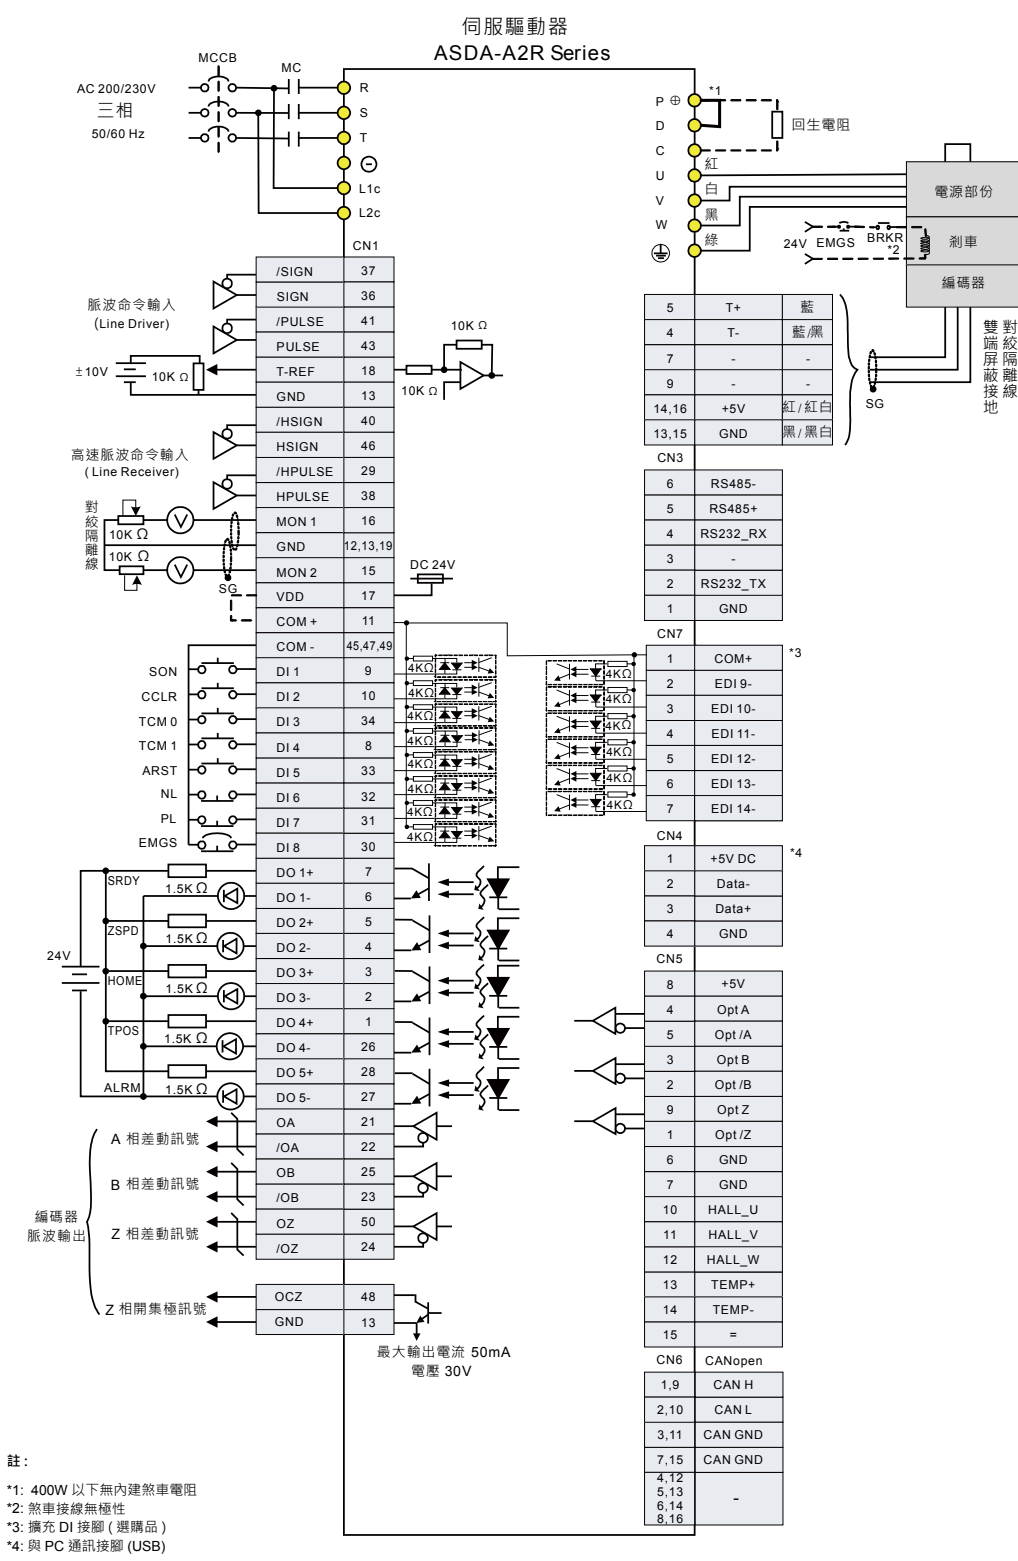 伺服驅動器
ASDA-A2R Series
MCCB
MC
AC 200/230V
三相
50/60 Hz
R
S
T
⊖
L1c
L2c
P ⊕
D
C
U
V
W
*1
回生電阻
紅
白
黑
綠
電源部份
24V
EMGS
BRKR
*2
剎車
編碼器
CN1
/SIGN 37
SIGN 36
/PULSE 41
PULSE 43
T-REF 18
GND 13
/HSIGN 40
HSIGN 46
/HPULSE 29
HPULSE 38
MON 1 16
GND 12,13,19
MON 2 15
VDD 17
COM + 11
COM - 45,47,49
DI 1 9
DI 2 10
DI 3 34
DI 4 8
DI 5 33
DI 6 32
DI 7 31
DI 8 30
DO 1+ 7
DO 1- 6
DO 2+ 5
DO 2- 4
DO 3+ 3
DO 3- 2
DO 4+ 1
DO 4- 26
DO 5+ 28
DO 5- 27
OA 21
/OA 22
OB 25
/OB 23
OZ 50
/OZ 24
OCZ 48
GND 13
脈波命令輸入
(Line Driver)
±10V
10K Ω
10K Ω
10K Ω
高速脈波命令輸入
( Line Receiver)
對絞隔離線
10K Ω
V
10K Ω
V
SG
DC 24V
SON
CCLR
TCM 0
TCM 1
ARST
NL
PL
EMGS
4KΩ
4KΩ
4KΩ
4KΩ
4KΩ
4KΩ
4KΩ
4KΩ
4KΩ
4KΩ
4KΩ
4KΩ
4KΩ
4KΩ
24V
SRDY
1.5K Ω
ZSPD
1.5K Ω
HOME
1.5K Ω
TPOS
1.5K Ω
ALRM
1.5K Ω
編碼器
脈波輸出
A 相差動訊號
B 相差動訊號
Z 相差動訊號
Z 相開集極訊號
最大輸出電流 50mA
電壓 30V
5 T+ 藍
4 T- 藍/黑
7 - -
9 - -
14,16 +5V 紅/紅白
13,15 GND 黑/黑白
SG
對絞隔離線
雙端屏蔽接地
CN3
6 RS485-
5 RS485+
4 RS232_RX
3 -
2 RS232_TX
1 GND
CN7
1 COM+ *3
2 EDI 9-
3 EDI 10-
4 EDI 11-
5 EDI 12-
6 EDI 13-
7 EDI 14-
CN4
1 +5V DC *4
2 Data-
3 Data+
4 GND
CN5
8 +5V
4 Opt A
5 Opt /A
3 Opt B
2 Opt /B
9 Opt Z
1 Opt /Z
6 GND
7 GND
10 HALL_U
11 HALL_V
12 HALL_W
13 TEMP+
14 TEMP-
15 =
CN6 CANopen
1,9 CAN H
2,10 CAN L
3,11 CAN GND
7,15 CAN GND
4,12
5,13
6,14
8,16
-
註:
*1: 400W 以下無內建煞車電阻
*2: 煞車接線無極性
*3: 擴充 DI 接腳 ( 選購品 )
*4: 與 PC 通訊接腳 (USB)